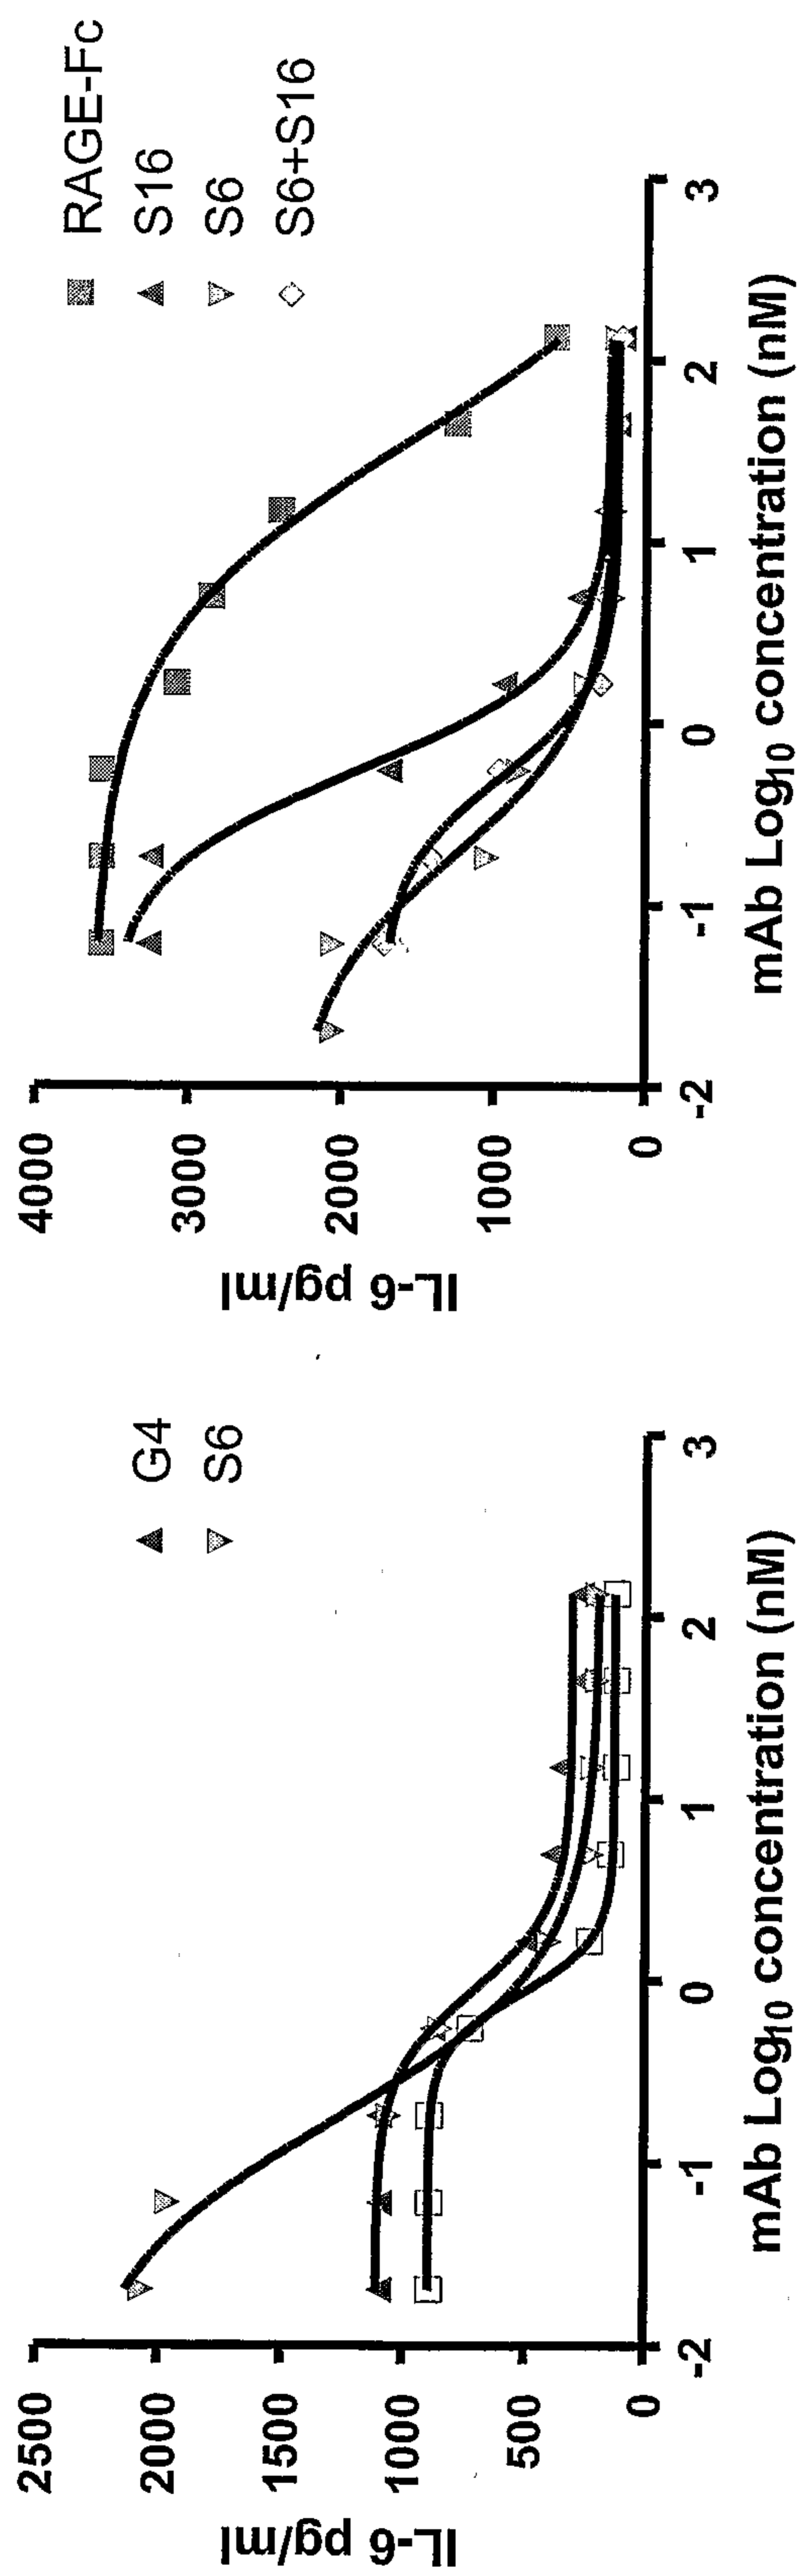 G4
S6
2500
2000
1500
1000
500
0
IL-6 pg/ml
-2
-1
0
1
2
3
mAb Log10 concentration (nM)
RAGE-Fc
S16
S6
S6+S16
4000
3000
2000
1000
0
IL-6 pg/ml
-2
-1
0
1
2
3
mAb Log10 concentration (nM)